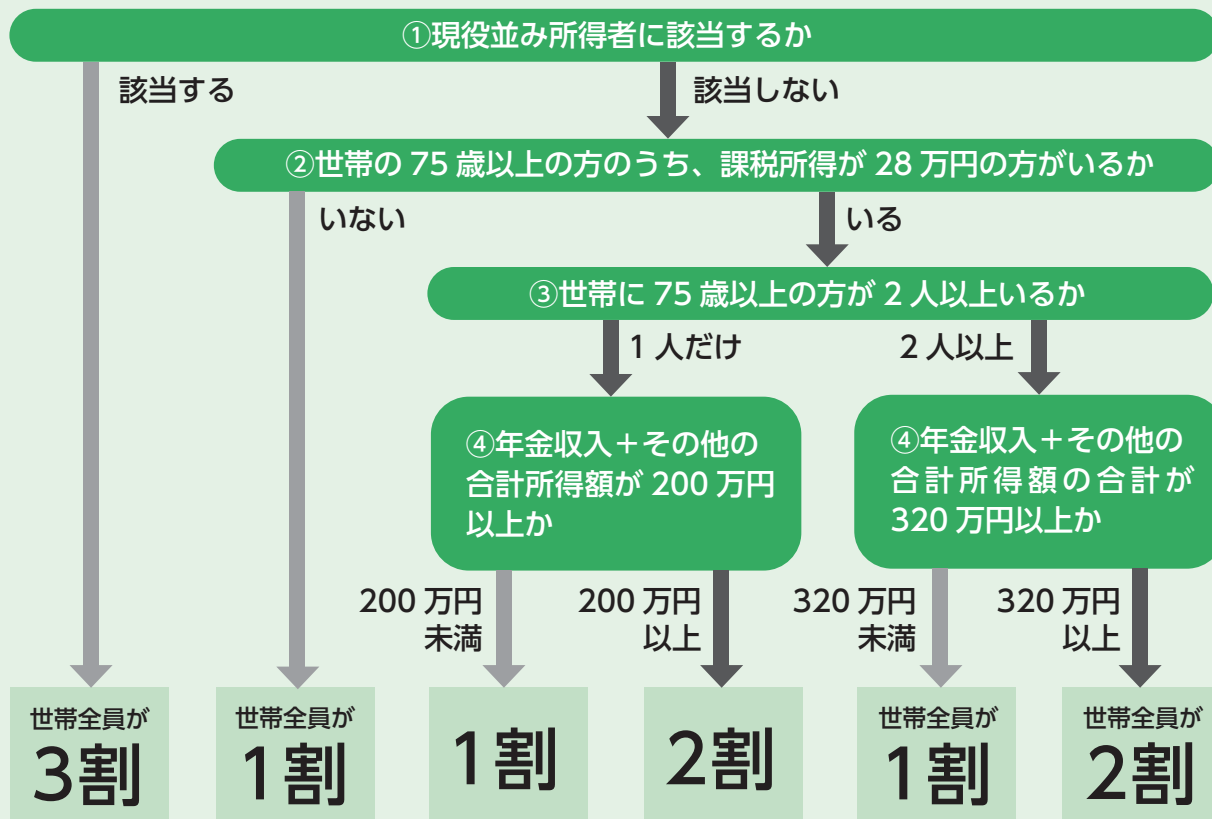 ①現役並み所得者に該当するか
該当する
該当しない
②世帯の 75 歳以上の方のうち、課税所得が 28 万円の方がいるか
いない
いる
③世帯に 75 歳以上の方が 2 人以上いるか
1 人だけ
2 人以上
④年金収入＋その他の
合計所得額が 200 万円
以上か
④年金収入＋その他の
合計所得額の合計が
320 万円以上か
200 万円
未満
200 万円
以上
320 万円
未満
320 万円
以上
世帯全員が
3割
世帯全員が
1割
1割
2割
世帯全員が
1割
世帯全員が
2割